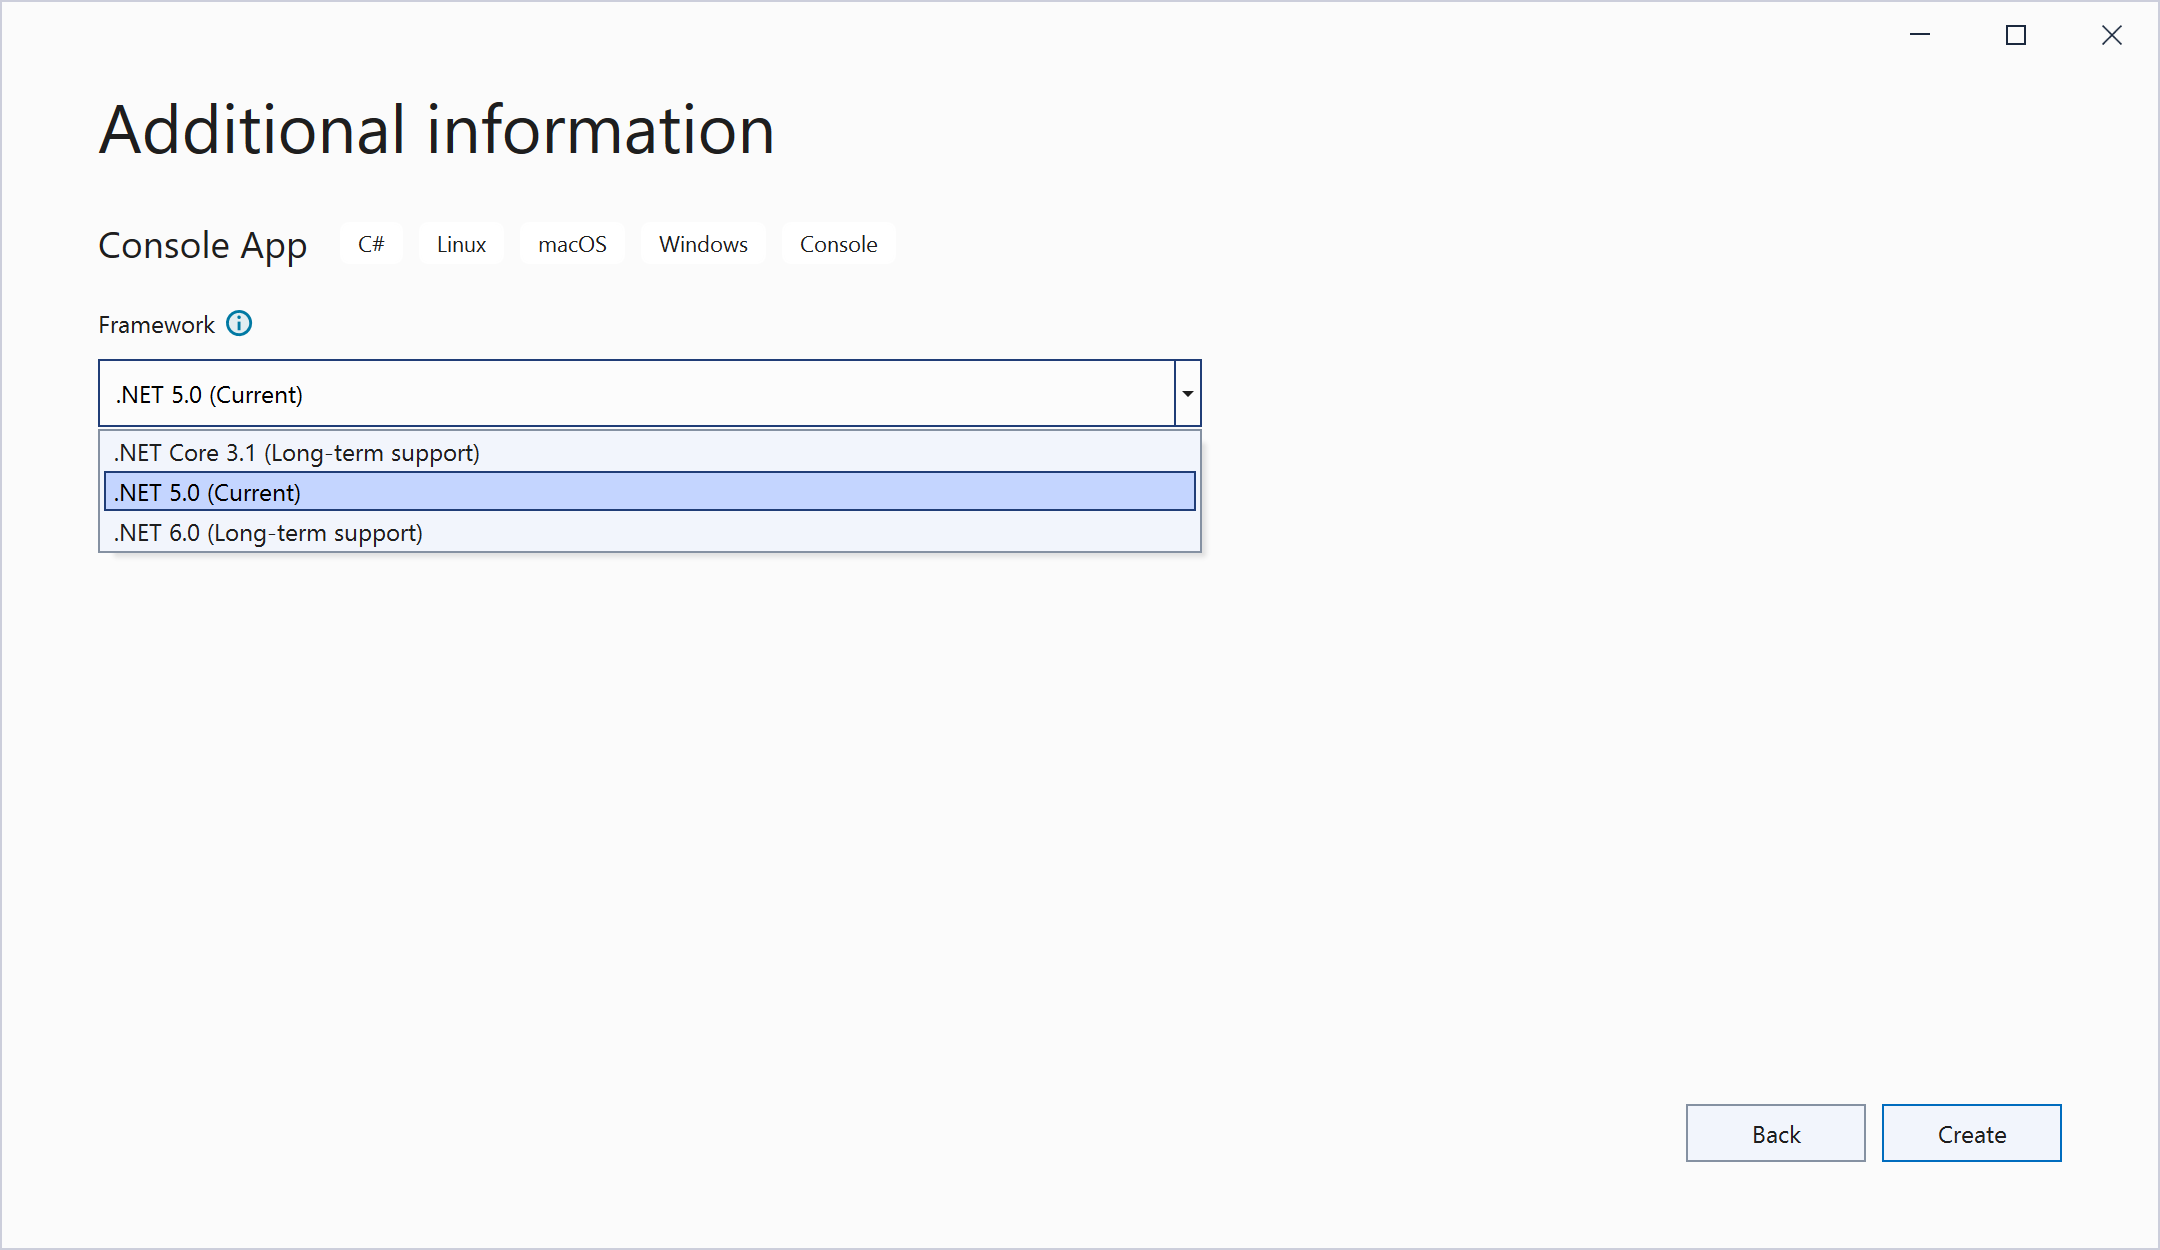 Additional information
Console App C# Linux macOS Windows Console
Framework
.NET 5.0 (Current)
.NET Core 3.1 (Long-term support)
.NET 5.0 (Current)
.NET 6.0 (Long-term support)
Back Create